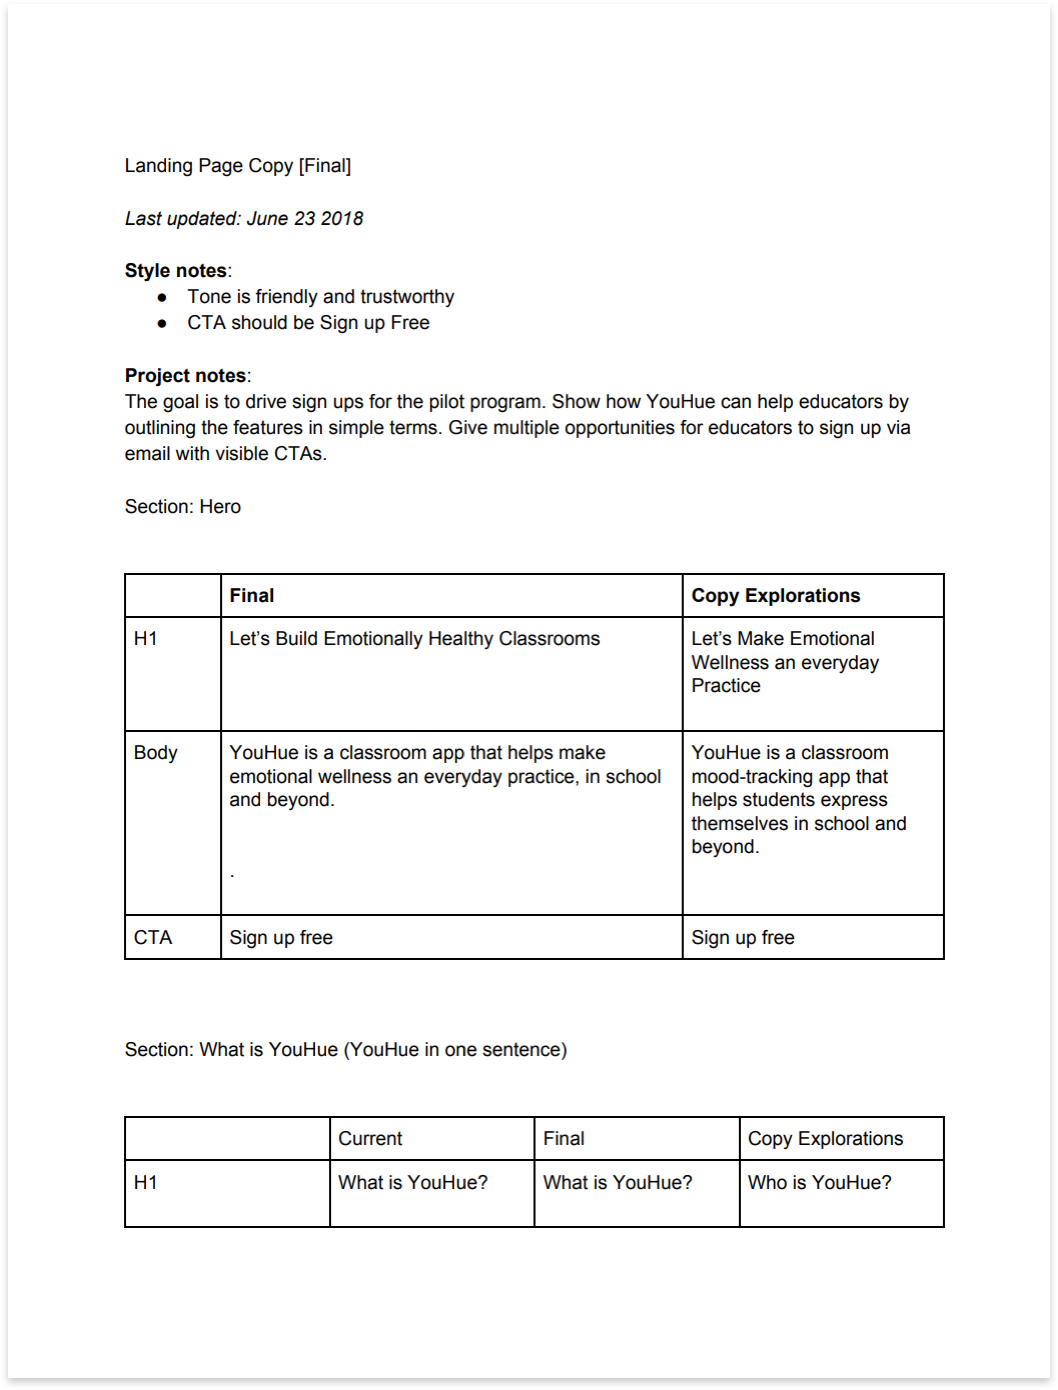 Landing Page Copy [Final]
Last updated: June 23 2018
Style notes:
● Tone is friendly and trustworthy
● CTA should be Sign up Free
Project notes:
The goal is to drive sign ups for the pilot program. Show how YouHue can help educators by
outlining the features in simple terms. Give multiple opportunities for educators to sign up via
email with visible CTAs.
Section: Hero
Final
Copy Explorations
H1
Let's Build Emotionally Healthy Classrooms
Let's Make Emotional
Wellness an everyday
Practice
Body
YouHue is a classroom app that helps make
emotional wellness an everyday practice, in school
and beyond.
.
YouHue is a classroom
mood-tracking app that
helps students express
themselves in school and
beyond.
CTA
Sign up free
Sign up free
Section: What is YouHue (YouHue in one sentence)
Current
Final
Copy Explorations
H1
What is YouHue?
What is YouHue?
Who is YouHue?